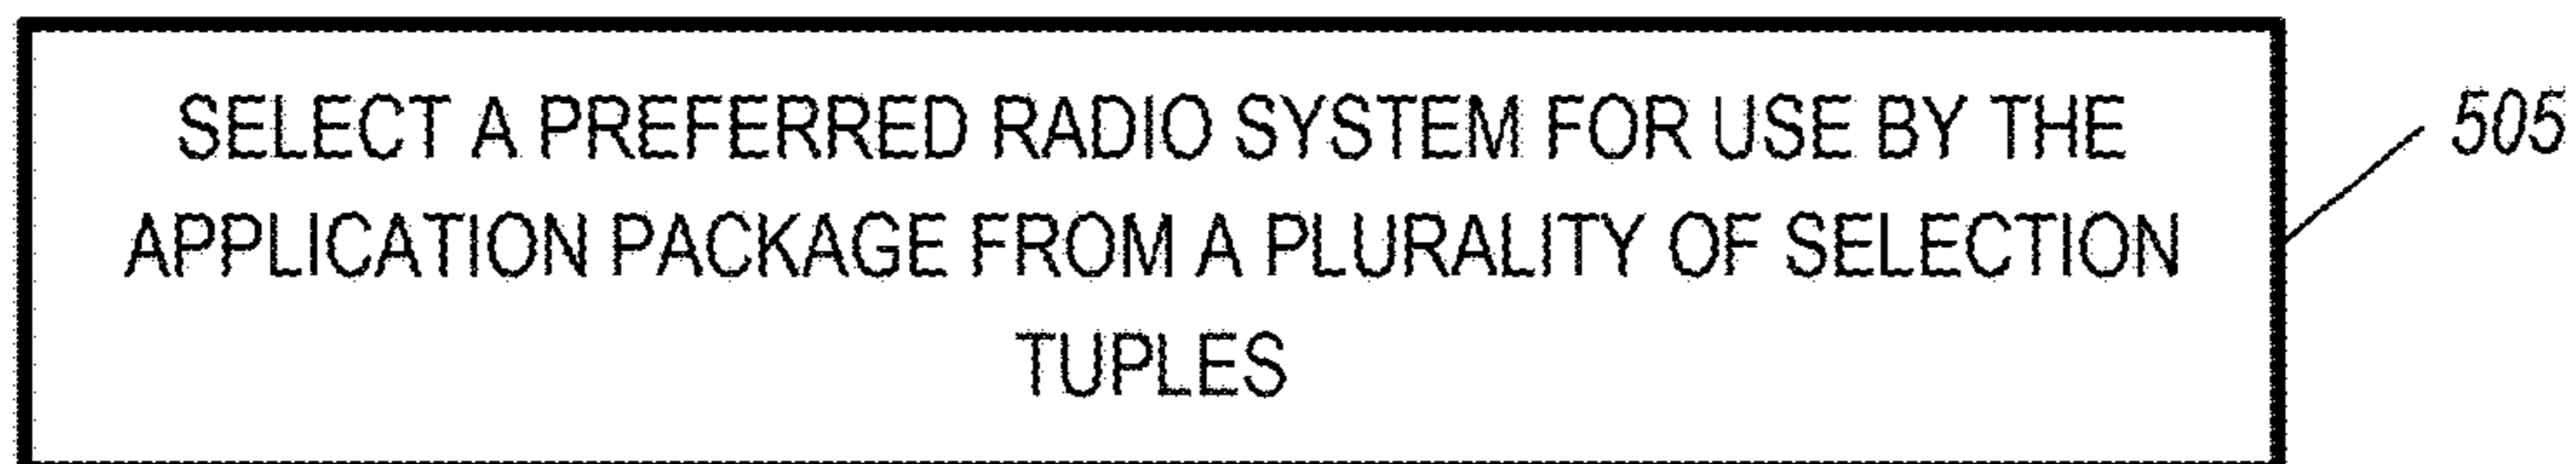 SELECT A PREFERRED RADIO SYSTEM FOR USE BY THE
APPLICATION PACKAGE FROM A PLURALITY OF SELECTION
TUPLES
505